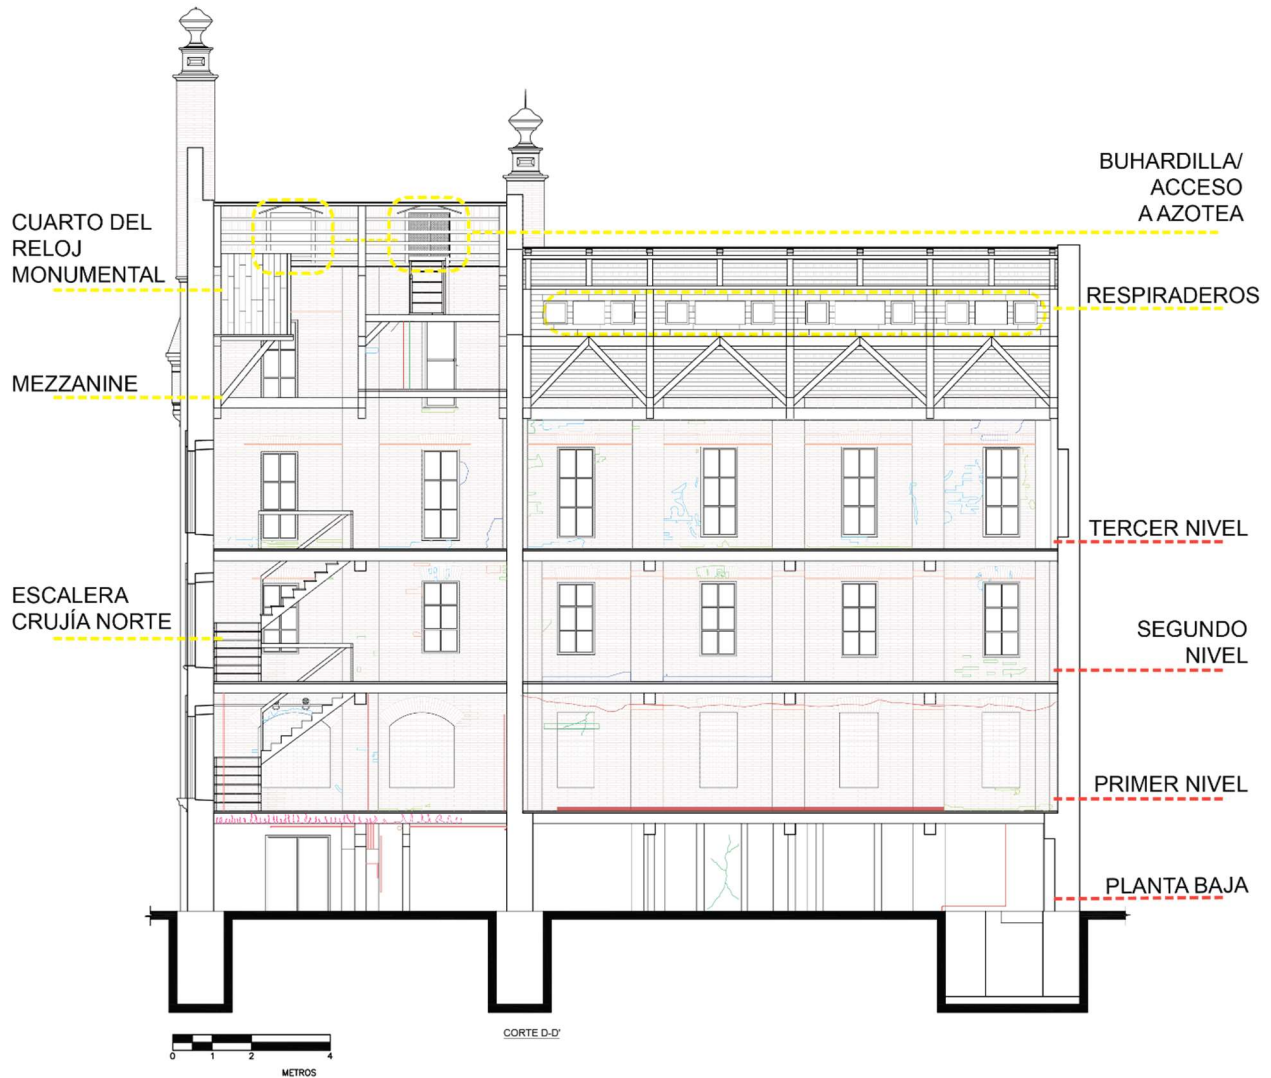 BUHARDILLA/
ACCESO
A AZOTEA
CUARTO DEL
RELOJ
MONUMENTAL
RESPIRADEROS
MEZZANINE
TERCER NIVEL
ESCALERA
CRUJÍA NORTE
SEGUNDO
NIVEL
PRIMER NIVEL
PLANTA BAJA
CORTE D-D'
0 1 2 4
METROS